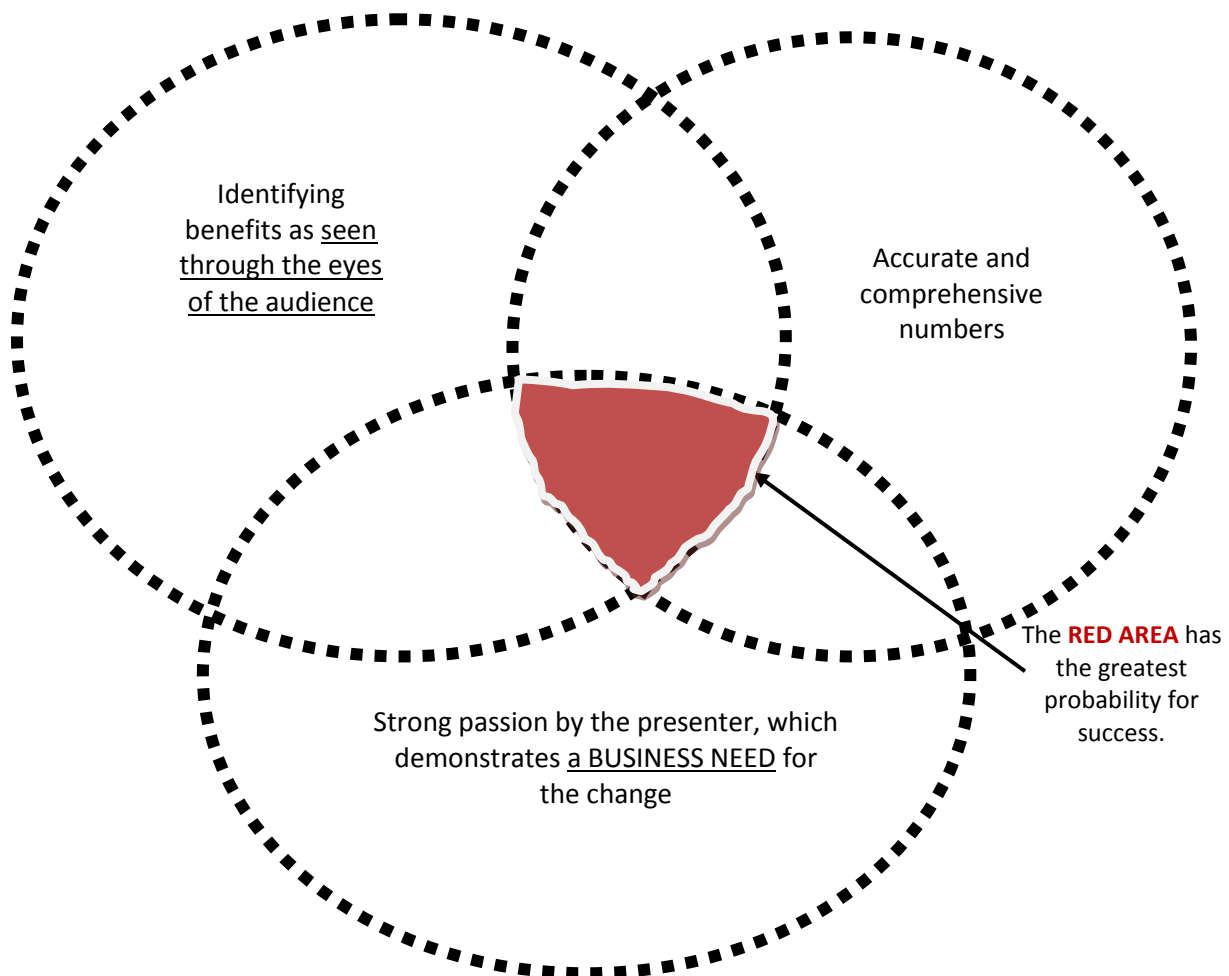 Identifying
benefits as seen
through the eyes
of the audience
Accurate and
comprehensive
numbers
The RED AREA has
the greatest
probability for
success.
Strong passion by the presenter, which
demonstrates a BUSINESS NEED for
the change